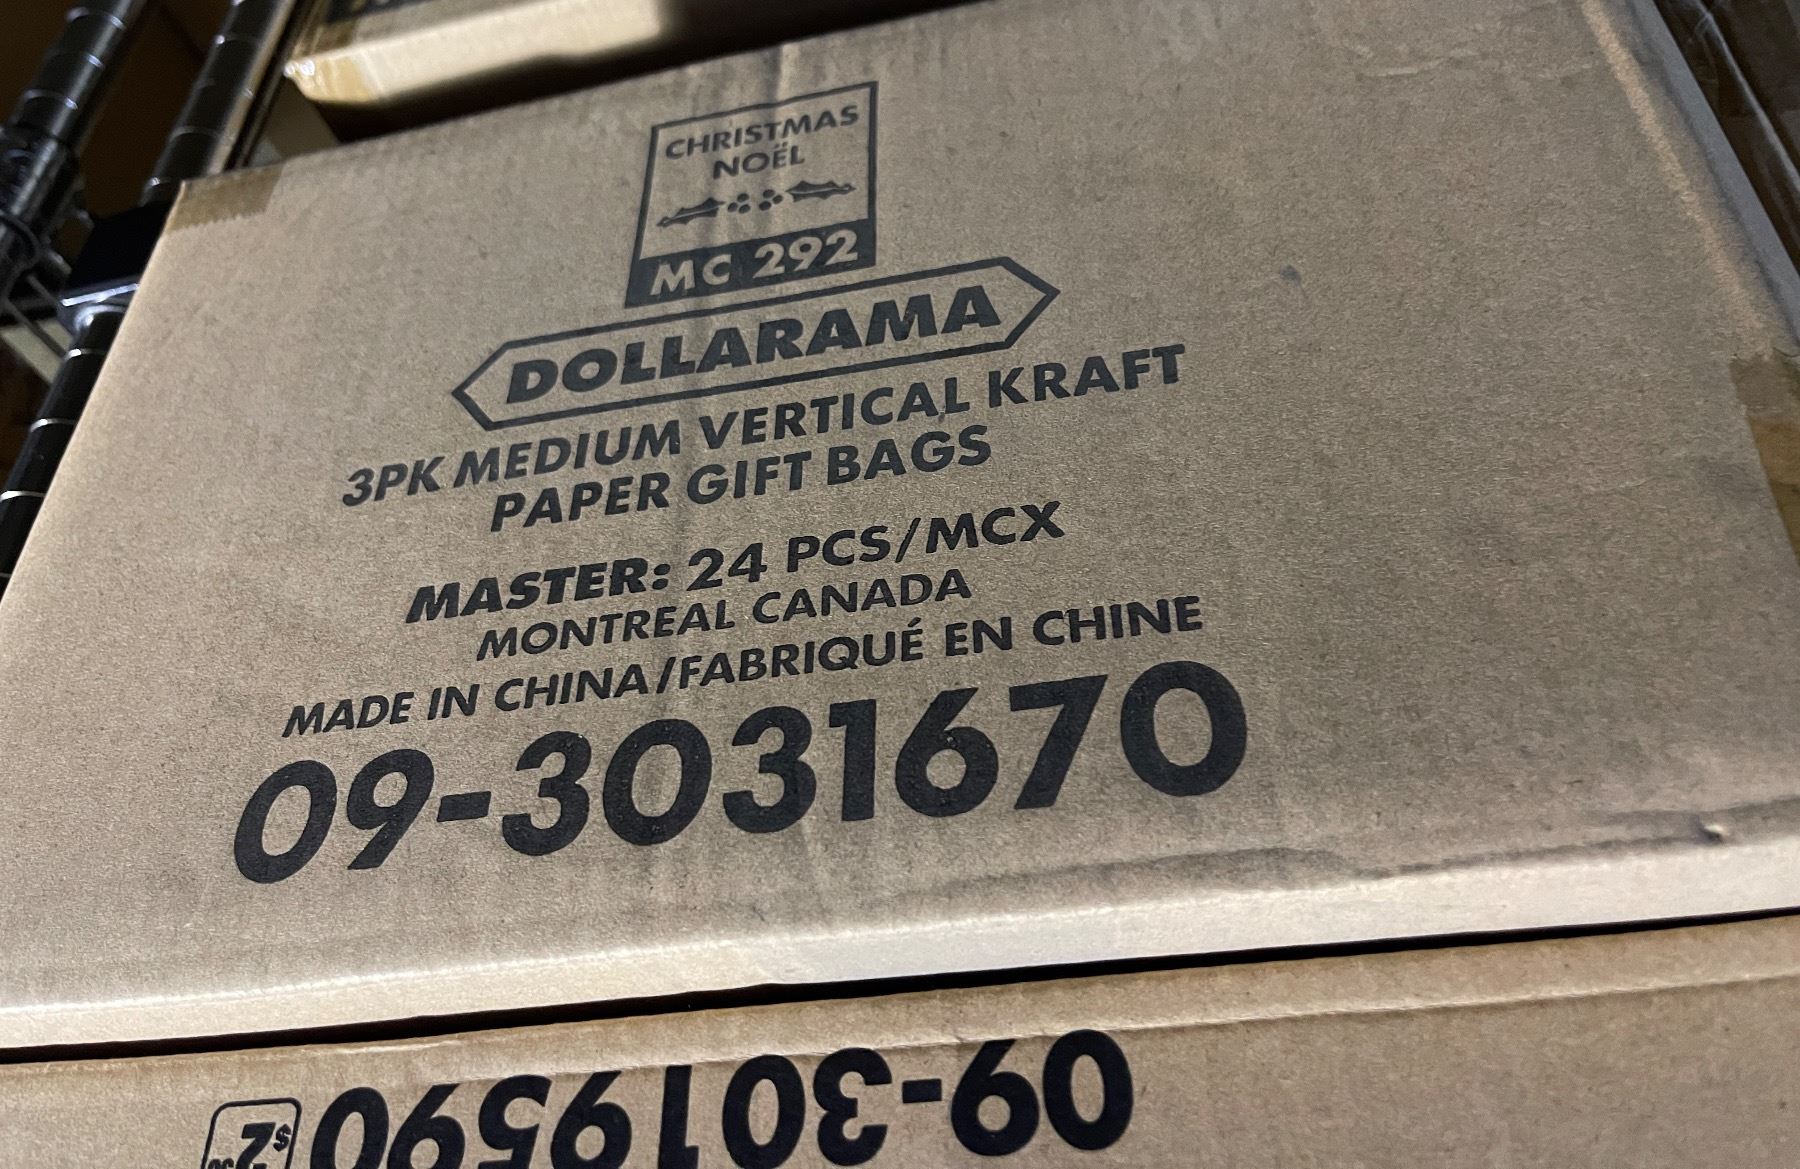 CHRISTMAS
NOËL
MC 292
DOLLARAMA
3PK MEDIUM VERTICAL KRAFT
PAPER GIFT BAGS
MASTER: 24 PCS/MCX
MONTREAL CANADA
MADE IN CHINA/FABRIQUÉ EN CHINE
09-3031670
09-3019590